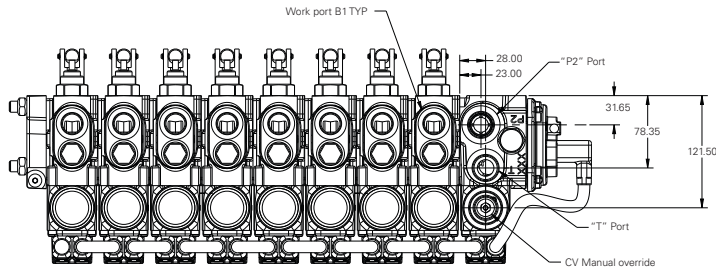 Work port B1 TYP
28.00
23.00
"P2" Port
31.65
78.35
121.50
P2
T
"T" Port
CV Manual override